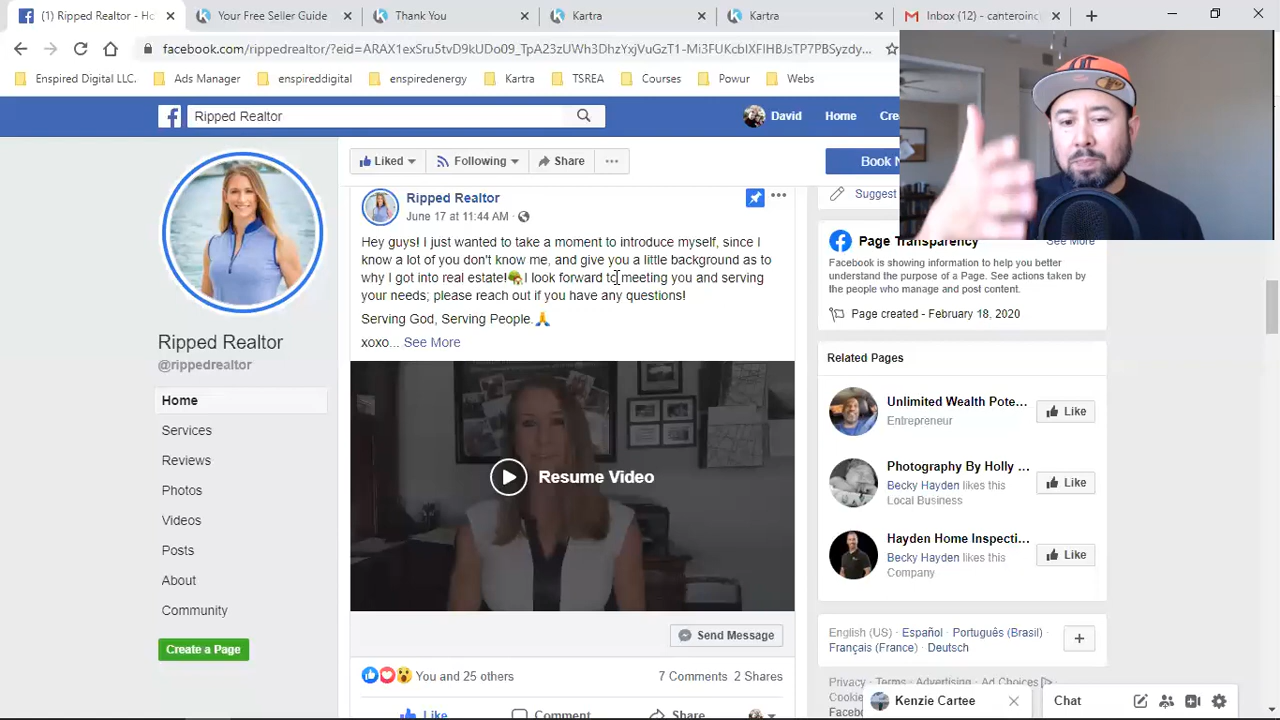 (1) Ripped Realtor - Ho
Your Free Seller Guide
Thank You
Kartra
Kartra
Inbox (12) - canteroinc
facebook.com/rippedrealtor/?eid=
Enspired Digital LLC.
Ads Manager
enspireddigital
enspiredenergy
Kartra
TSREA
Courses
Powur
Webs
Ripped Realtor
David
Home
Cre
Liked
Following
Share
Book N
Ripped Realtor
@rippedrealtor
Home
Services
Reviews
Photos
Videos
Posts
About
Community
Create a Page
Ripped Realtor
June 17 at 11:44 AM ·
Hey guys! I just wanted to take a moment to introduce myself, since I
know a lot of you don't know me, and give you a little background as to
why I got into real estate!🏡I look forward to meeting you and serving
your needs; please reach out if you have any questions!
Serving God, Serving People.🙏
xoxo... See More
Resume Video
Send Message
You and 25 others
7 Comments 2 Shares
Like
Comment
Share
Suggest
Page Transparency
See More
Facebook is showing information to help you better
understand the purpose of a Page. See actions taken
by the people who manage and post content.
Page created - February 18, 2020
Related Pages
Unlimited Wealth Pote...
Entrepreneur
Like
Photography By Holly ...
Becky Hayden likes this
Local Business
Like
Hayden Home Inspecti...
Becky Hayden likes this
Company
Like
English (US) · Español · Português (Brasil) ·
Français (France) · Deutsch
Privacy · Terms · Advertising · Ad Choices
Cookie
Facebo
Kenzie Cartee
Chat